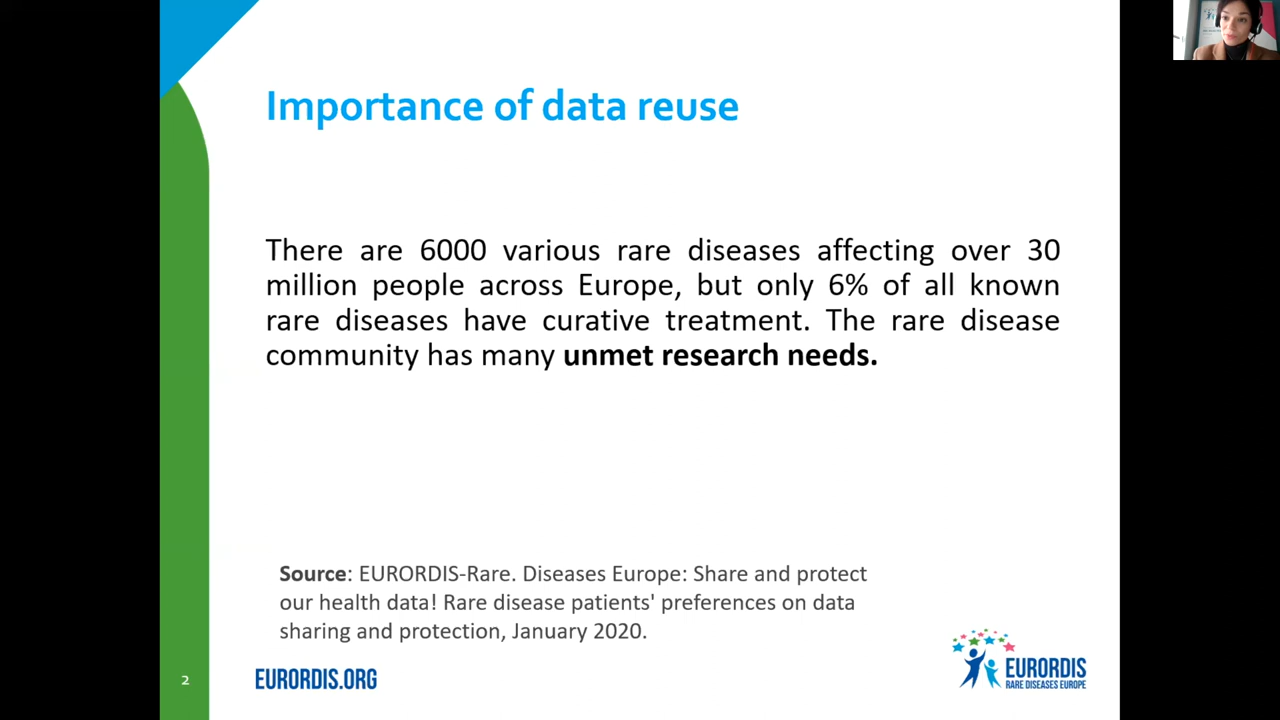 Importance of data reuse
There are 6000 various rare diseases affecting over 30
million people across Europe, but only 6% of all known
rare diseases have curative treatment. The rare disease
community has many unmet research needs.
Source: EURORDIS-Rare. Diseases Europe: Share and protect
our health data! Rare disease patients' preferences on data
sharing and protection, January 2020.
2
EURORDIS.ORG
EURORDIS
RARE DISEASES EUROPE